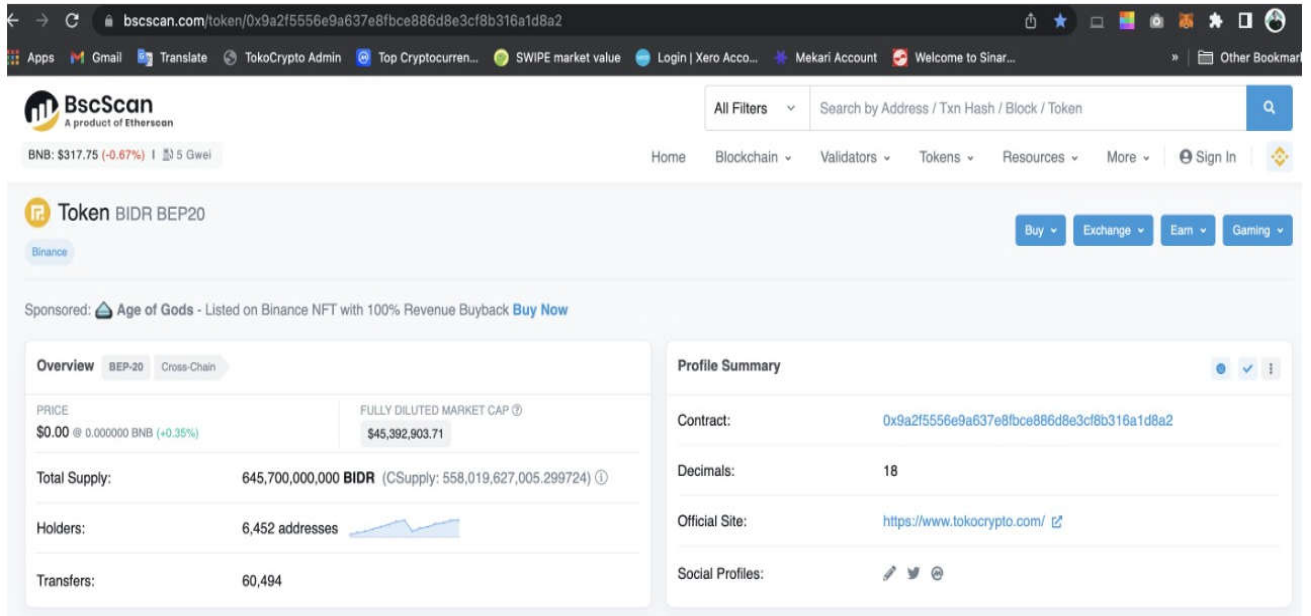 bscscan.com/token/0x9a2f5556e9a637e8fbce886d8e3cf8b316a1d8a2
Apps Gmail Translate TokoCrypto Admin Top Cryptocurren... SWIPE market value Login | Xero Acco... Mekari Account Welcome to Sinar... » Other Bookmar
BscScan
A product of Etherscan
All Filters Search by Address / Txn Hash / Block / Token
BNB: $317.75 (-0.67%) | 5 Gwei
Home Blockchain Validators Tokens Resources More Sign In
Token BIDR BEP20
Binance
Buy Exchange Earn Gaming
Sponsored: Age of Gods - Listed on Binance NFT with 100% Revenue Buyback Buy Now
Overview BEP-20 Cross-Chain
PRICE
$0.00 @ 0.000000 BNB (+0.35%)
FULLY DILUTED MARKET CAP
$45,392,903.71
Total Supply: 645,700,000,000 BIDR (CSupply: 558,019,627,005.299724)
Holders: 6,452 addresses
Transfers: 60,494
Profile Summary
Contract: 0x9a2f5556e9a637e8fbce886d8e3cf8b316a1d8a2
Decimals: 18
Official Site: https://www.tokocrypto.com/
Social Profiles: